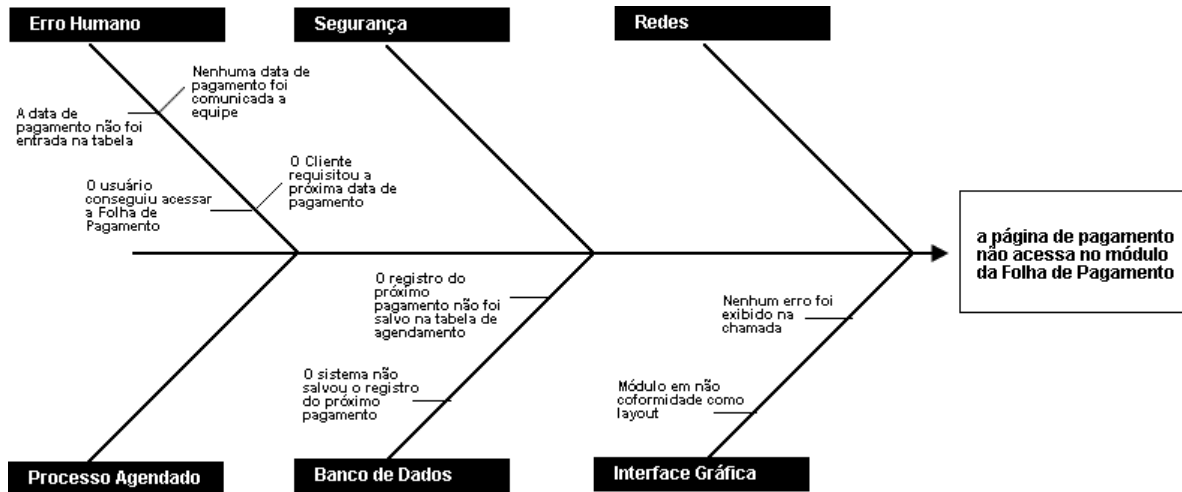 Erro Humano
Segurança
Redes
Nenhuma data de
pagamento foi
comunicada a
equipe
A data de
pagamento não foi
entrada na tabela
O Cliente
requisitou a
próxima data de
pagamento
O usuário
conseguiu acessar
a Folha de
Pagamento
a página de pagamento
não acessa no módulo
da Folha de Pagamento
O registro do
próximo
pagamento não foi
salvo na tabela de
agendamento
Nenhum erro foi
exibido na
chamada
O sistema não
salvou o registro
do próximo
pagamento
Módulo em não
coformidade como
layout
Processo Agendado
Banco de Dados
Interface Gráfica